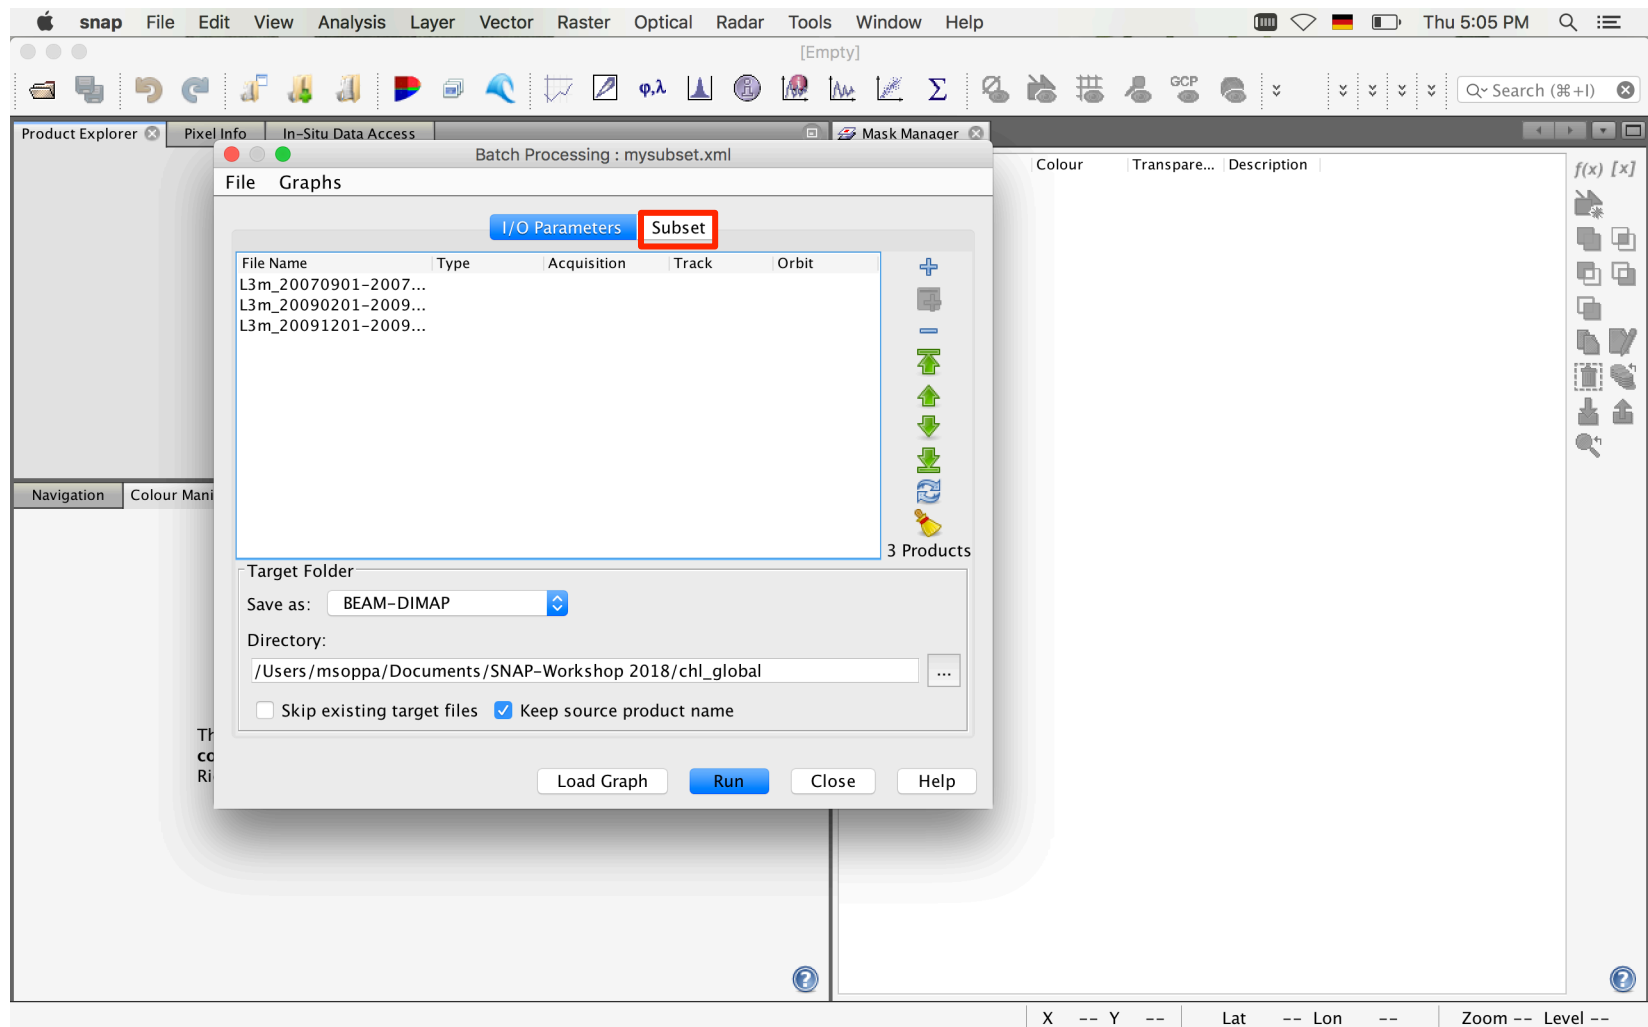 snap File Edit View Analysis Layer Vector Raster Optical Radar Tools Window Help Thu 5:05 PM
[Empty]
φ,λ Σ GCP Search (⌘+I)
Product Explorer Pixel Info In-Situ Data Access Mask Manager
Batch Processing : mysubset.xml
Colour Transpare... Description
f(x) [x]
File Graphs
I/O Parameters Subset
File Name Type Acquisition Track Orbit
L3m_20070901-2007...
L3m_20090201-2009...
L3m_20091201-2009...
Navigation Colour Mani
3 Products
Target Folder
Save as: BEAM-DIMAP
Directory:
/Users/msoppa/Documents/SNAP-Workshop 2018/chl_global ...
Skip existing target files Keep source product name
Th
co
Ri
Load Graph Run Close Help
X -- Y -- Lat -- Lon -- Zoom -- Level --